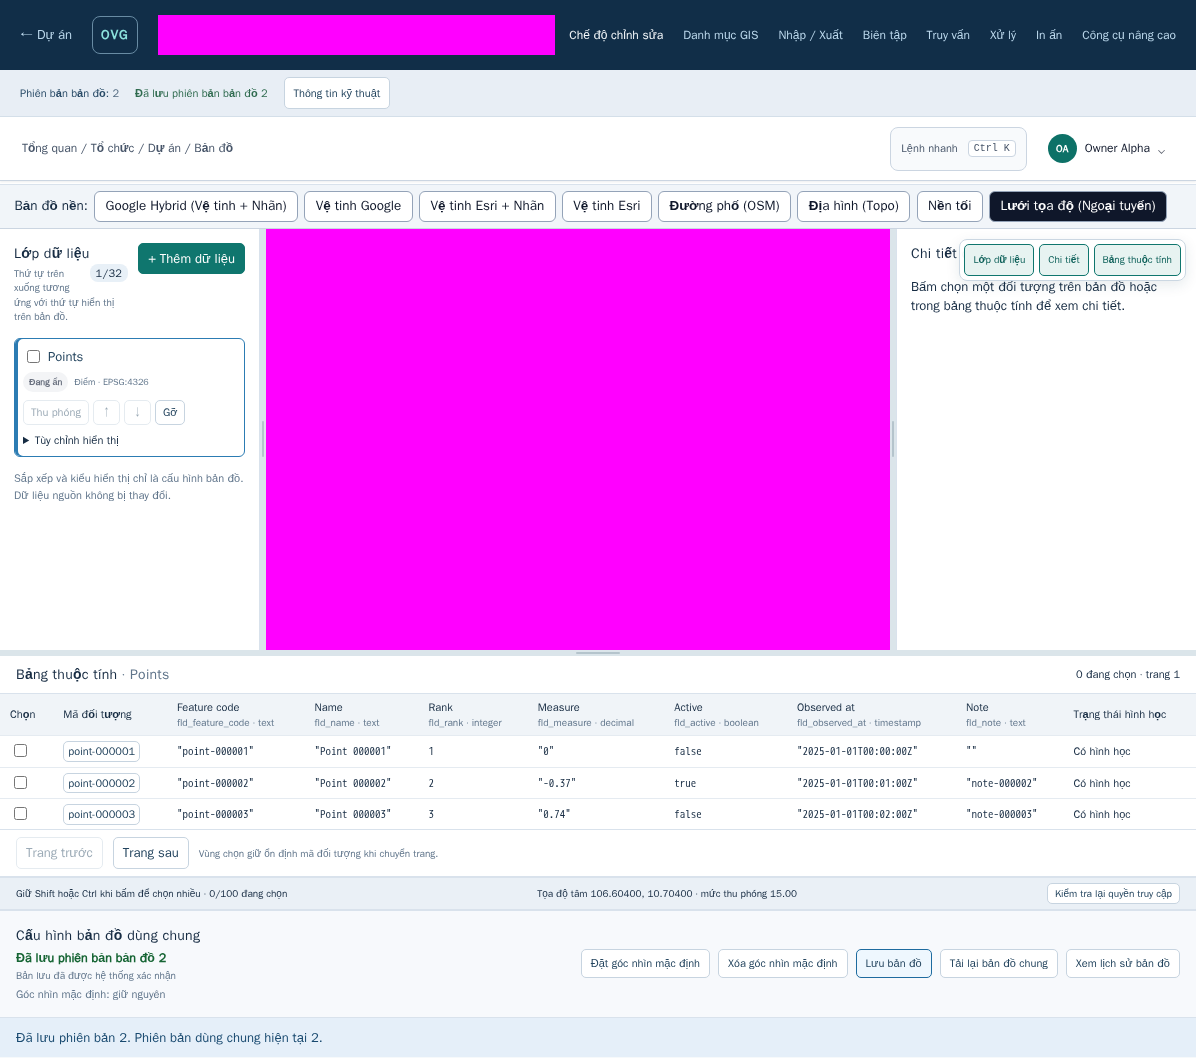 ← Dự án OVG Chế độ chỉnh sửa Danh mục GIS Nhập / Xuất Biên tập Truy vấn Xử lý In ấn Công cụ nâng cao
Phiên bản bản đồ: 2 Đã lưu phiên bản bản đồ 2 Thông tin kỹ thuật
Tổng quan / Tổ chức / Dự án / Bản đồ Lệnh nhanh Ctrl K OA Owner Alpha
Bản đồ nền: Google Hybrid (Vệ tinh + Nhãn) Vệ tinh Google Vệ tinh Esri + Nhãn Vệ tinh Esri Đường phố (OSM) Địa hình (Topo) Nền tối Lưới tọa độ (Ngoại tuyến)
Lớp dữ liệu
Thứ tự trên
xuống tương
ứng với thứ tự hiển thị
trên bản đồ.
1/32
+ Thêm dữ liệu
Points
Đang ẩn Điểm · EPSG:4326
Thu phóng ↑ ↓ Gỡ
▶ Tùy chỉnh hiển thị
Sắp xếp và kiểu hiển thị chỉ là cấu hình bản đồ.
Dữ liệu nguồn không bị thay đổi.
Chi tiết
Lớp dữ liệu Chi tiết Bảng thuộc tính
Bấm chọn một đối tượng trên bản đồ hoặc
trong bảng thuộc tính để xem chi tiết.
Bảng thuộc tính · Points 0 đang chọn · trang 1
Chọn Mã đối tượng Feature code Name Rank Measure Active Observed at Note Trạng thái hình học
fld_feature_code · text fld_name · text fld_rank · integer fld_measure · decimal fld_active · boolean fld_observed_at · timestamp fld_note · text
point-000001 "point-000001" "Point 000001" 1 "0" false "2025-01-01T00:00:00Z" "" Có hình học
point-000002 "point-000002" "Point 000002" 2 "-0.37" true "2025-01-01T00:01:00Z" "note-000002" Có hình học
point-000003 "point-000003" "Point 000003" 3 "0.74" false "2025-01-01T00:02:00Z" "note-000003" Có hình học
Trang trước Trang sau Vùng chọn giữ ổn định mã đối tượng khi chuyển trang.
Giữ Shift hoặc Ctrl khi bấm để chọn nhiều · 0/100 đang chọn Tọa độ tâm 106.60400, 10.70400 · mức thu phóng 15.00 Kiểm tra lại quyền truy cập
Cấu hình bản đồ dùng chung
Đã lưu phiên bản bản đồ 2
Bản lưu đã được hệ thống xác nhận
Góc nhìn mặc định: giữ nguyên
Đặt góc nhìn mặc định Xóa góc nhìn mặc định Lưu bản đồ Tải lại bản đồ chung Xem lịch sử bản đồ
Đã lưu phiên bản 2. Phiên bản dùng chung hiện tại 2.